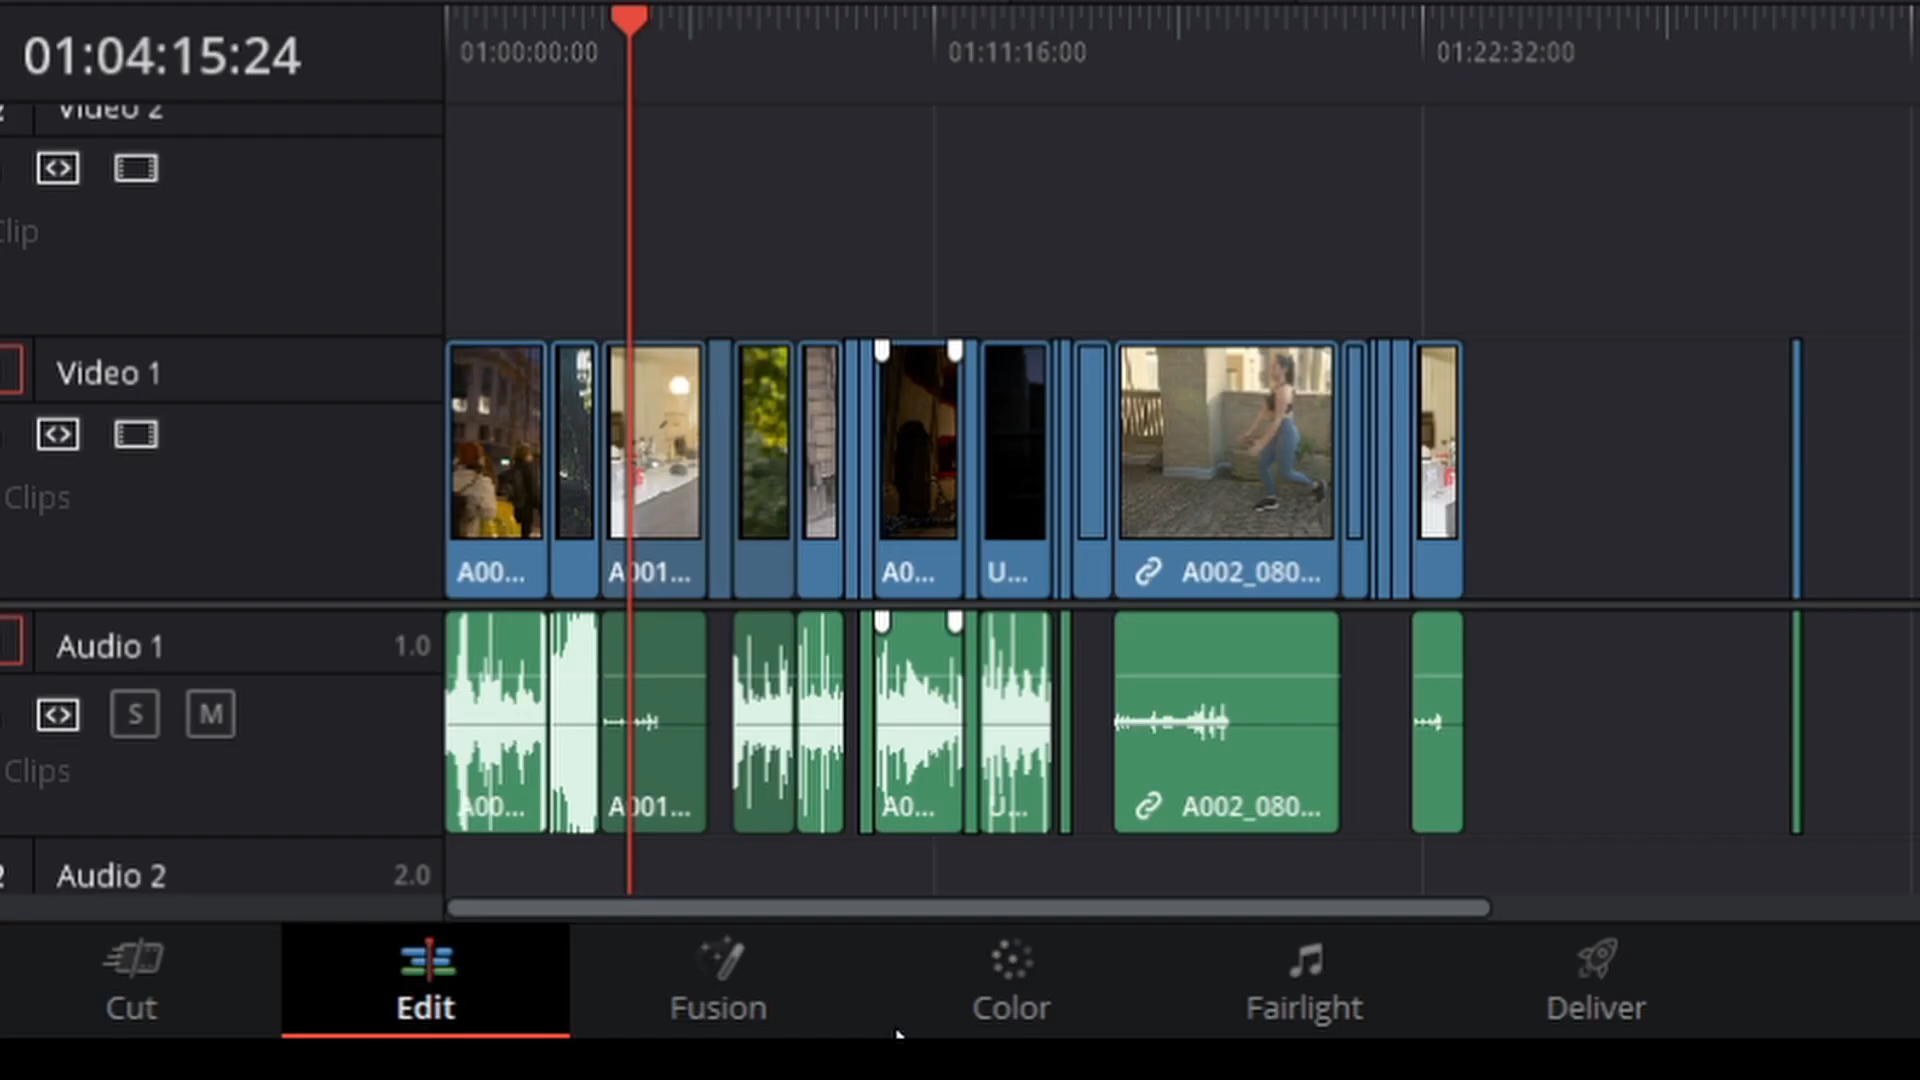 01:04:15:24
01:00:00:00
01:11:16:00
01:22:32:00
Video 2
Clip
Video 1
Clips
A00...
A001...
A0...
U...
A002_080...
Audio 1
1.0
S
M
Clips
A00...
A001...
A0...
U...
A002_080...
2
Audio 2
2.0
Cut
Edit
Fusion
Color
Fairlight
Deliver